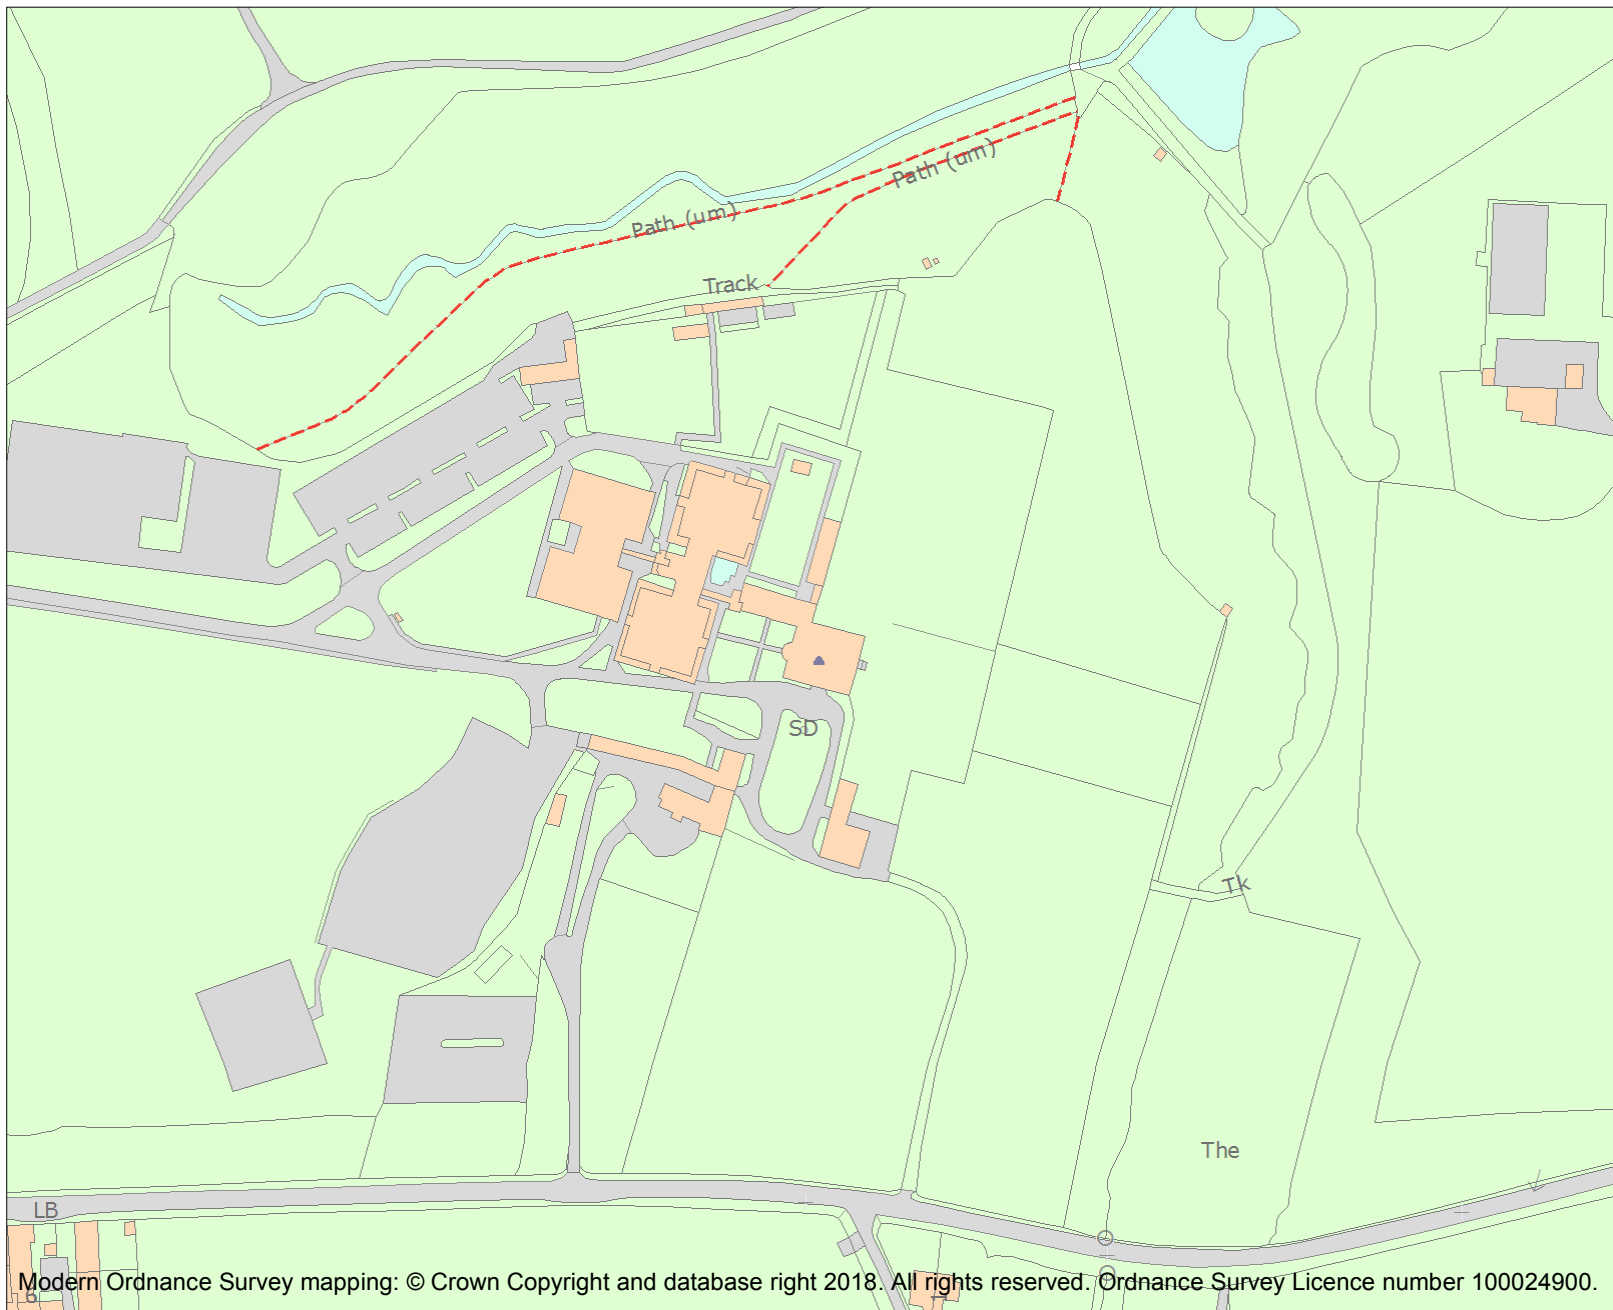 Path (um)
Path (um)
Track
SD
Tk
The
LB
6
Modern Ordnance Survey mapping: © Crown Copyright and database right 2018. All rights reserved. Ordnance Survey Licence number 100024900.